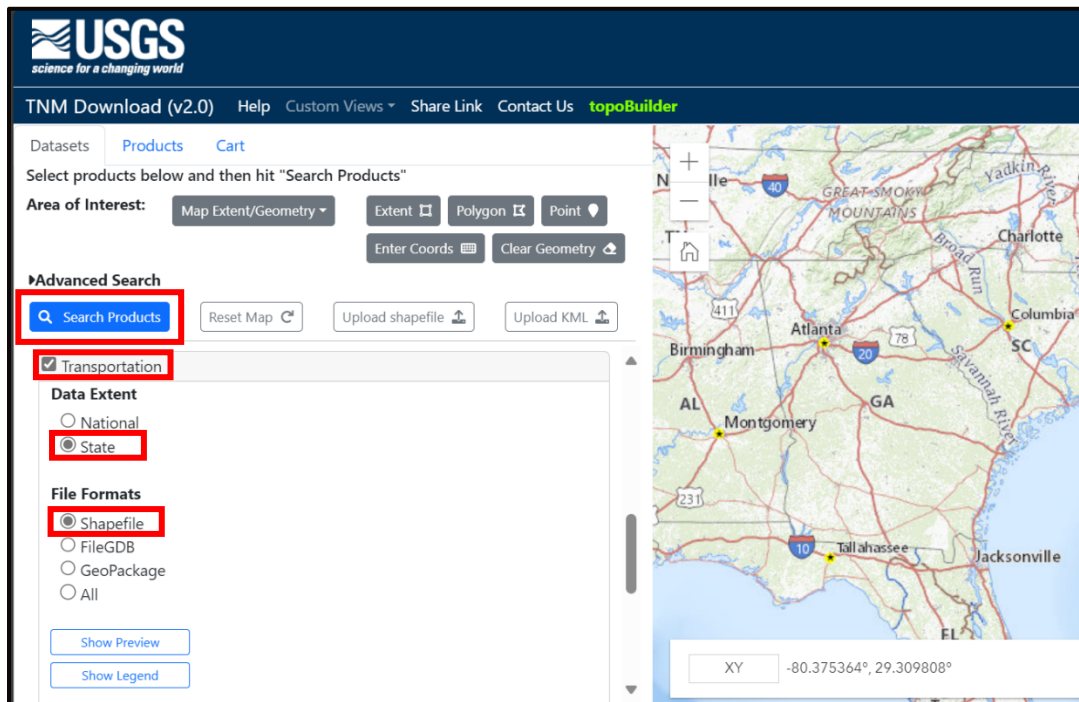 USGS
science for a changing world
TNM Download (v2.0) Help Custom Views Share Link Contact Us topoBuilder
Datasets Products Cart
Select products below and then hit "Search Products"
Area of Interest: Map Extent/Geometry Extent Polygon Point
Enter Coords Clear Geometry
Advanced Search
Search Products Reset Map Upload shapefile Upload KML
Transportation
Data Extent
National
State
File Formats
Shapefile
FileGDB
GeoPackage
All
Show Preview
Show Legend
+
−
40
GREAT SMOKY
MOUNTAINS
Yadkin River
Broad Run
Charlotte
411
Columbia
SC
Atlanta
78
20
Birmingham
Savannah River
AL
GA
Montgomery
231
10
Tallahassee
Jacksonville
FL
XY -80.375364°, 29.309808°